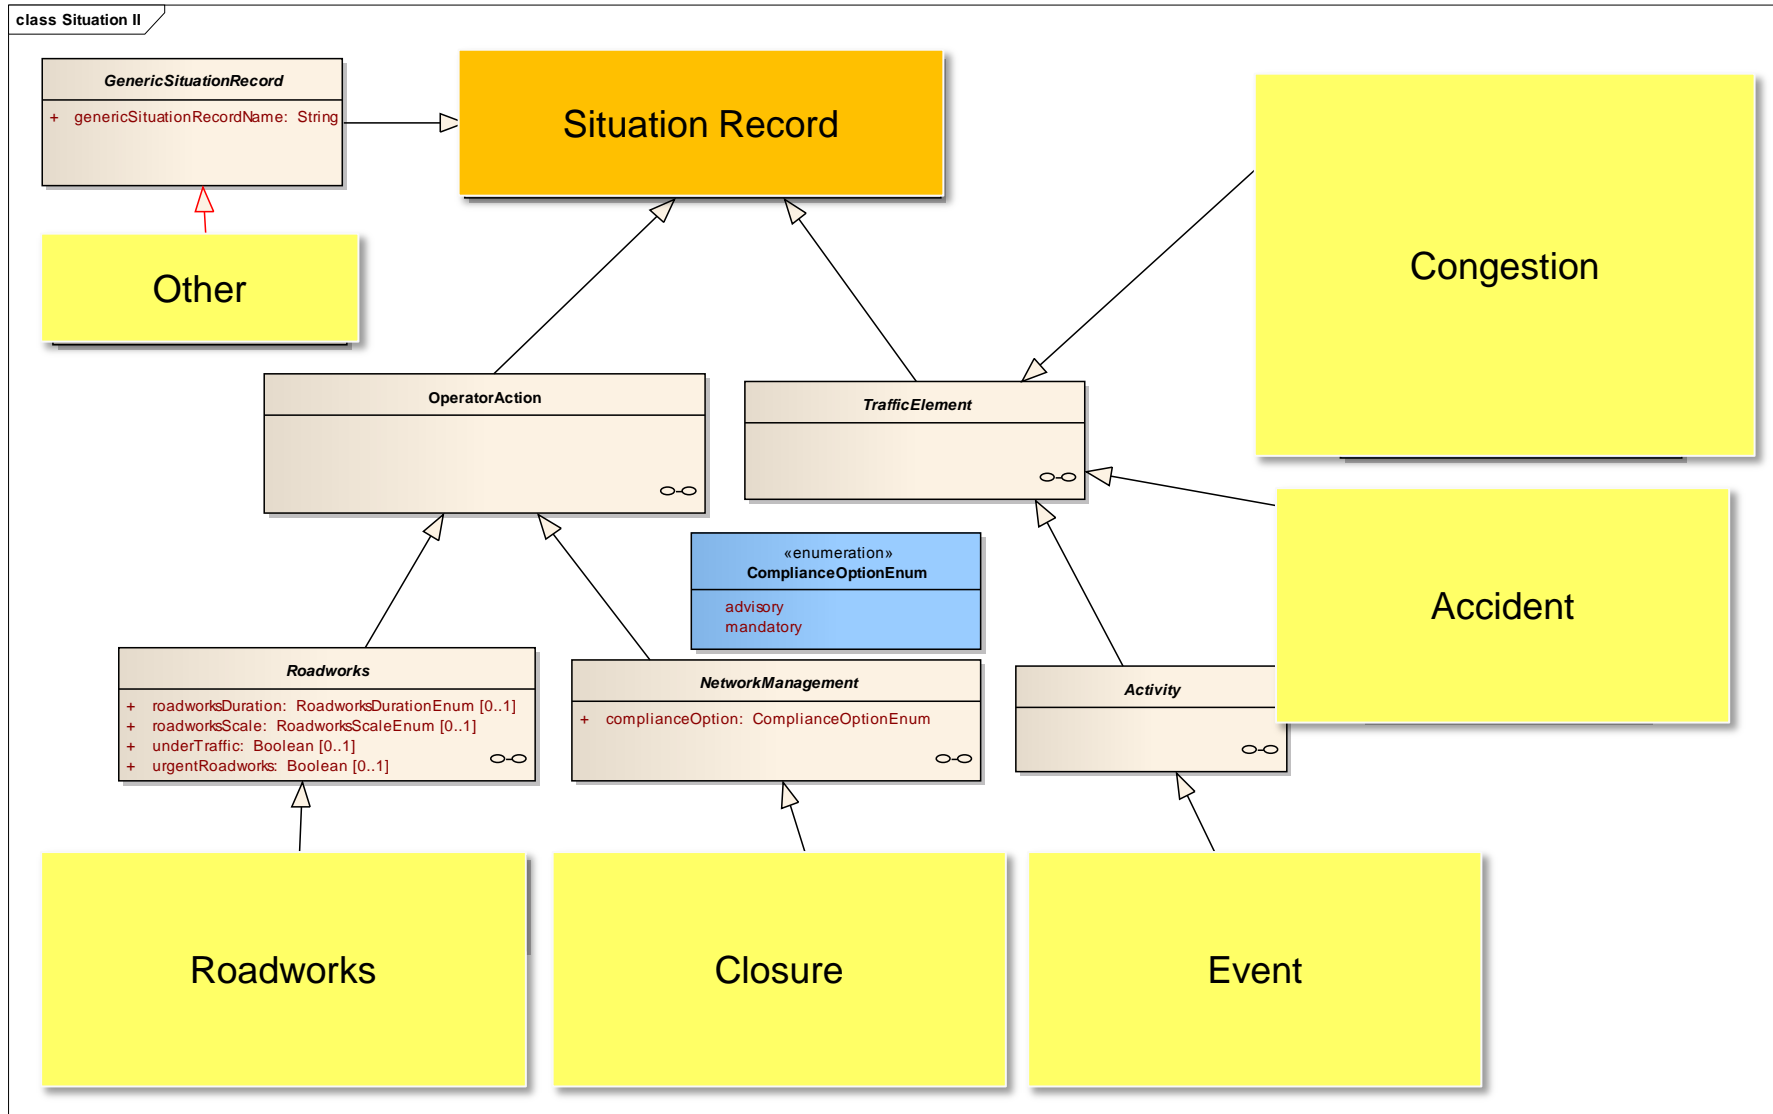 class Situation II
GenericSituationRecord
+ genericSituationRecordName: String
Situation Record
Congestion
Other
OperatorAction
TrafficElement
«enumeration»
ComplianceOptionEnum
advisory
mandatory
Accident
Roadworks
+ roadworksDuration: RoadworksDurationEnum [0..1]
+ roadworksScale: RoadworksScaleEnum [0..1]
+ underTraffic: Boolean [0..1]
+ urgentRoadworks: Boolean [0..1]
NetworkManagement
+ complianceOption: ComplianceOptionEnum
Activity
Roadworks
Closure
Event